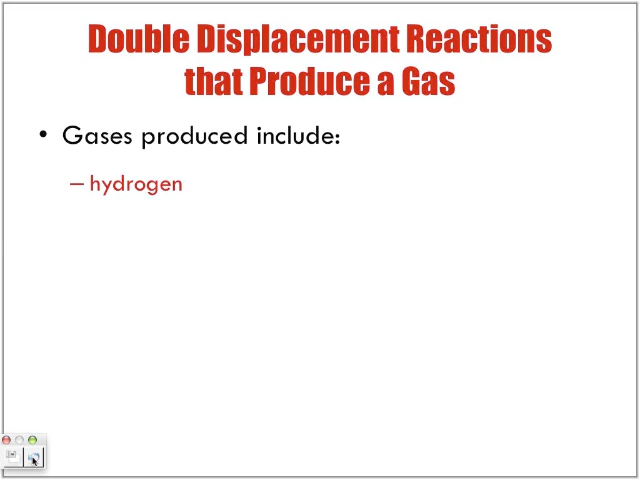 Double Displacement Reactions
that Produce a Gas
• Gases produced include:
– hydrogen